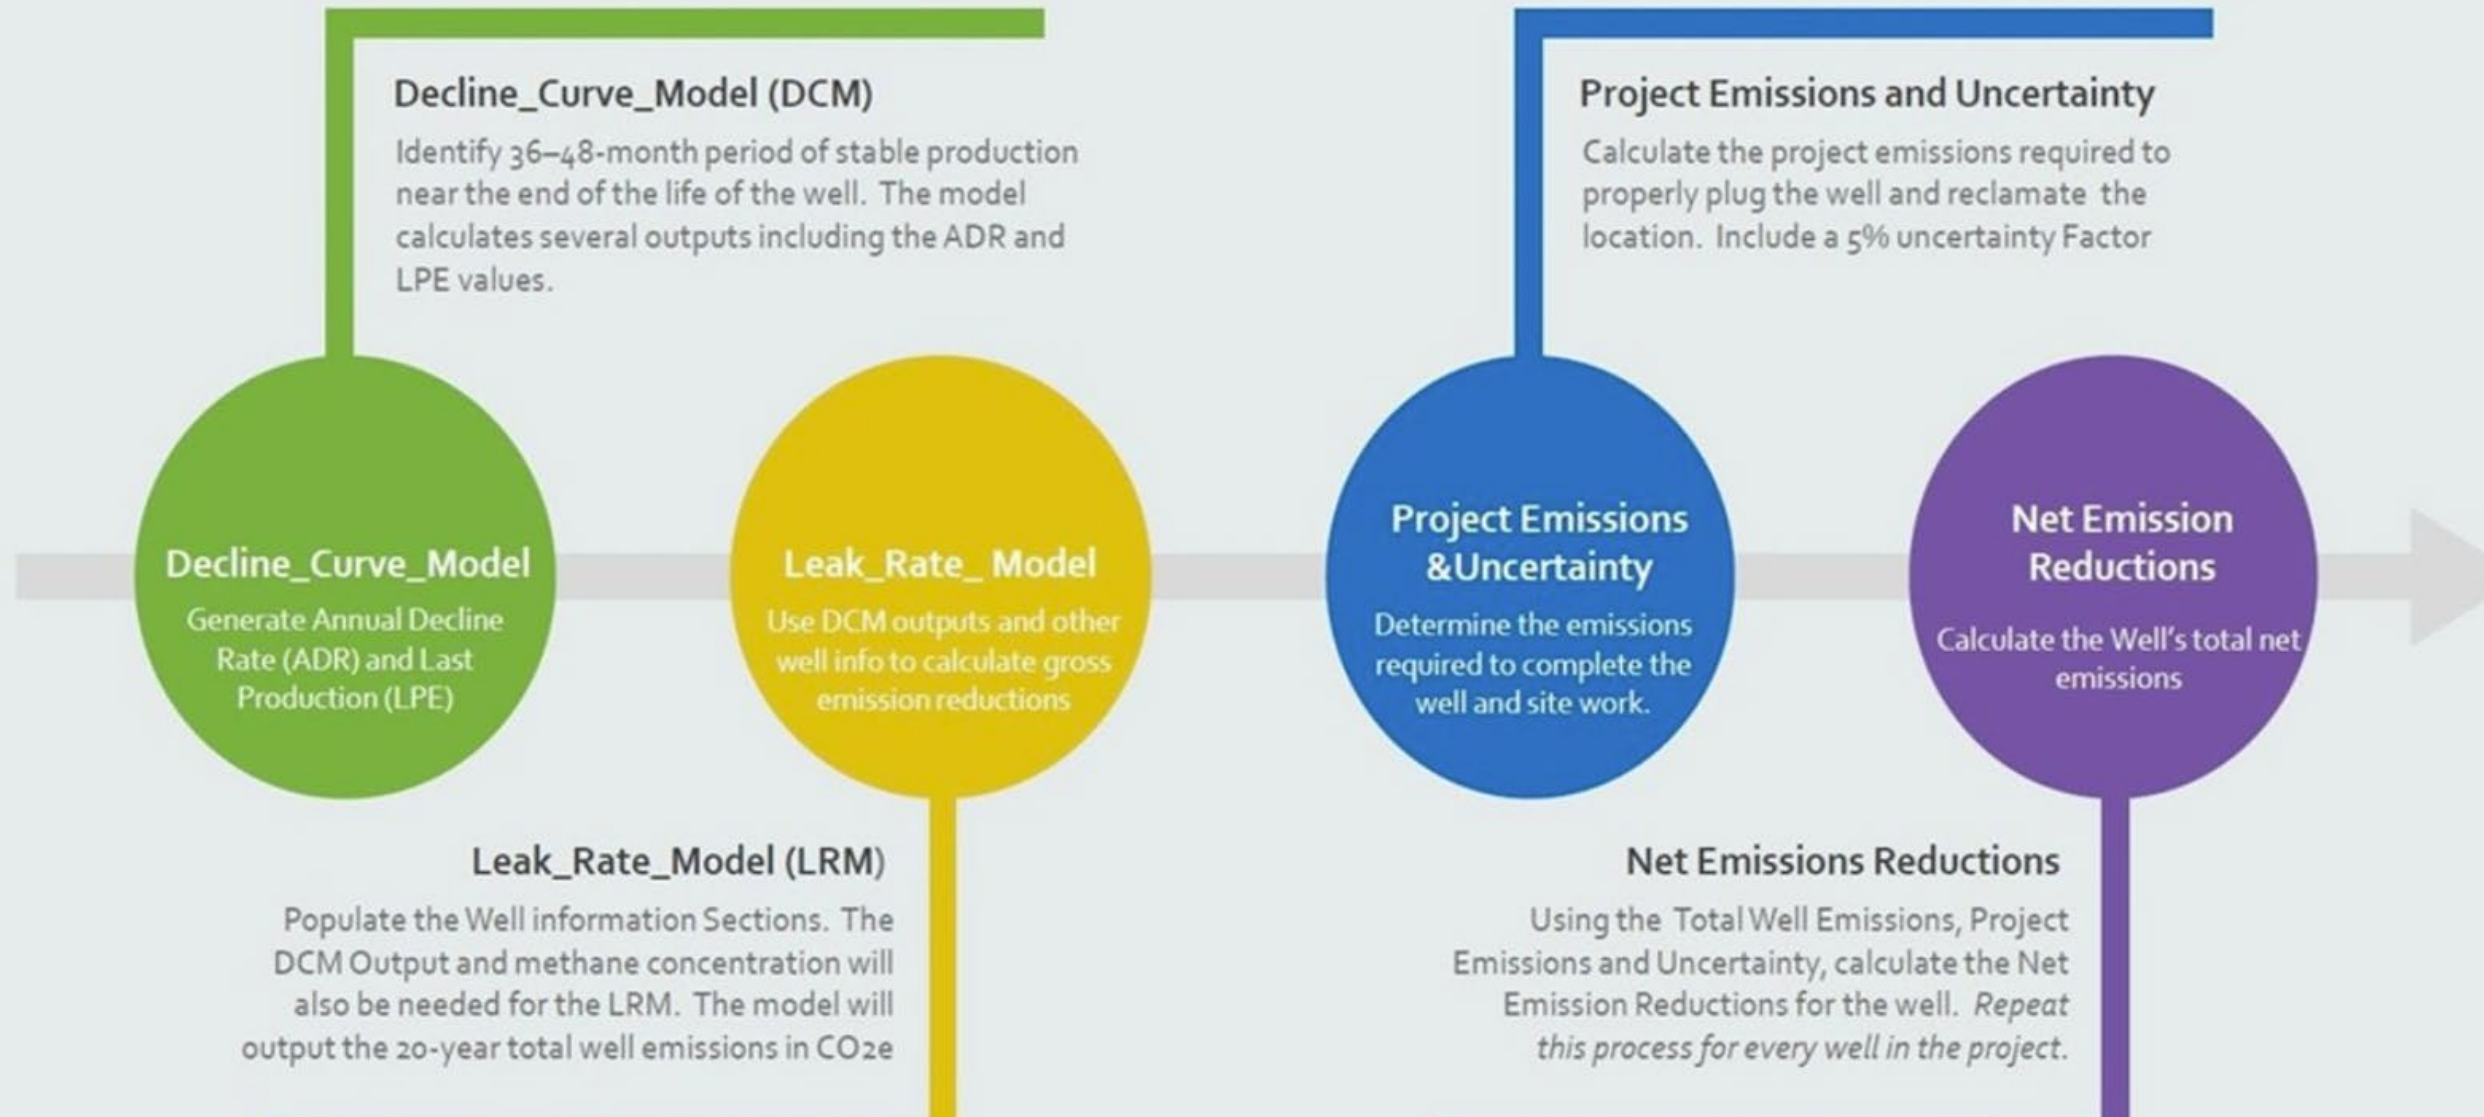 Decline_Curve_Model (DCM)
Identify 36–48-month period of stable production
near the end of the life of the well. The model
calculates several outputs including the ADR and
LPE values.
Project Emissions and Uncertainty
Calculate the project emissions required to
properly plug the well and reclamate the
location. Include a 5% uncertainty Factor
Decline_Curve_Model
Generate Annual Decline
Rate (ADR) and Last
Production (LPE)
Leak_Rate_ Model
Use DCM outputs and other
well info to calculate gross
emission reductions
Project Emissions
&Uncertainty
Determine the emissions
required to complete the
well and site work.
Net Emission
Reductions
Calculate the Well's total net
emissions
Leak_Rate_Model (LRM)
Populate the Well information Sections. The
DCM Output and methane concentration will
also be needed for the LRM. The model will
output the 20-year total well emissions in CO2e
Net Emissions Reductions
Using the Total Well Emissions, Project
Emissions and Uncertainty, calculate the Net
Emission Reductions for the well. Repeat
this process for every well in the project.